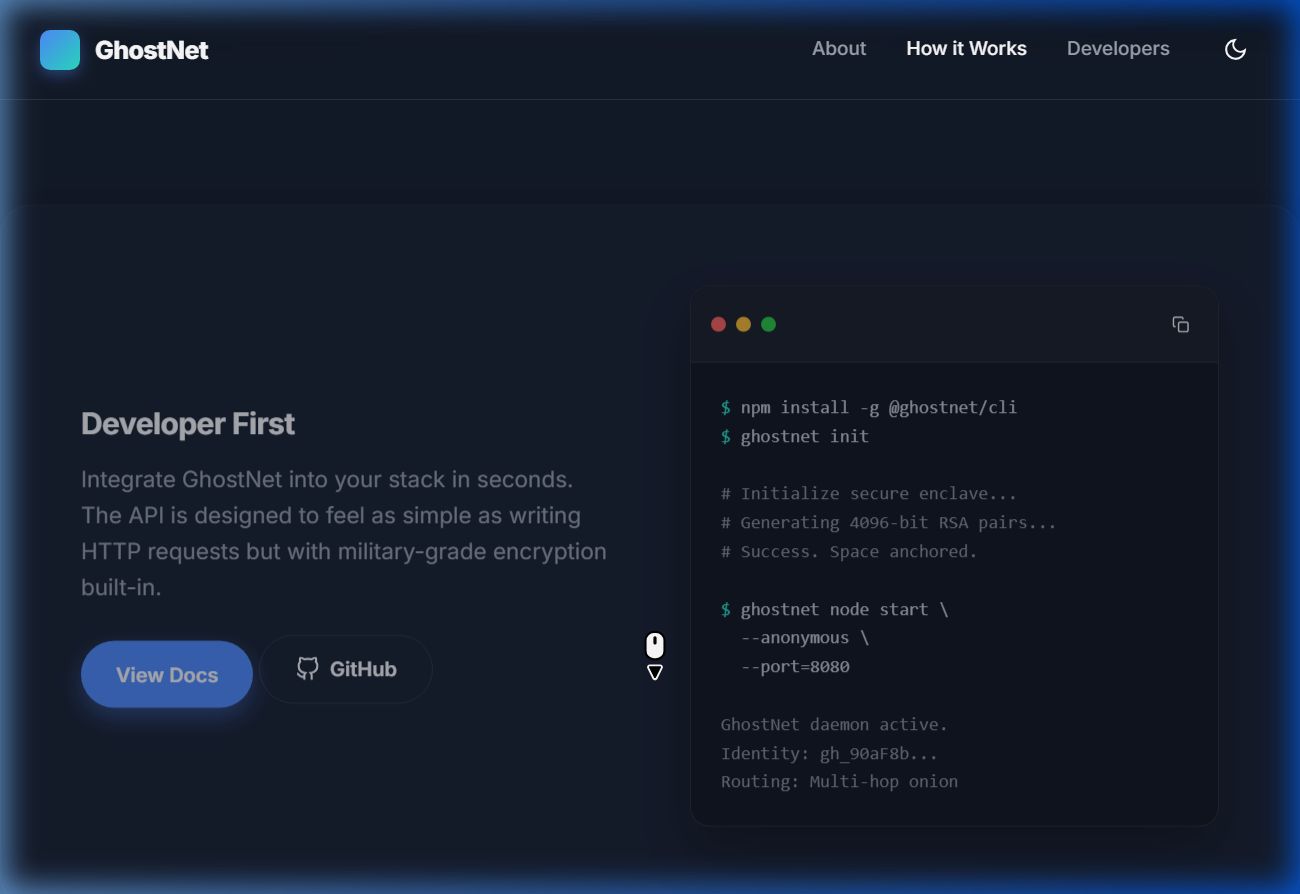 GhostNet
About
How it Works
Developers
Developer First
Integrate GhostNet into your stack in seconds.
The API is designed to feel as simple as writing
HTTP requests but with military-grade encryption
built-in.
View Docs
GitHub
$ npm install -g @ghostnet/cli
$ ghostnet init
# Initialize secure enclave...
# Generating 4096-bit RSA pairs...
# Success. Space anchored.
$ ghostnet node start \
--anonymous \
--port=8080
GhostNet daemon active.
Identity: gh_90aF8b...
Routing: Multi-hop onion